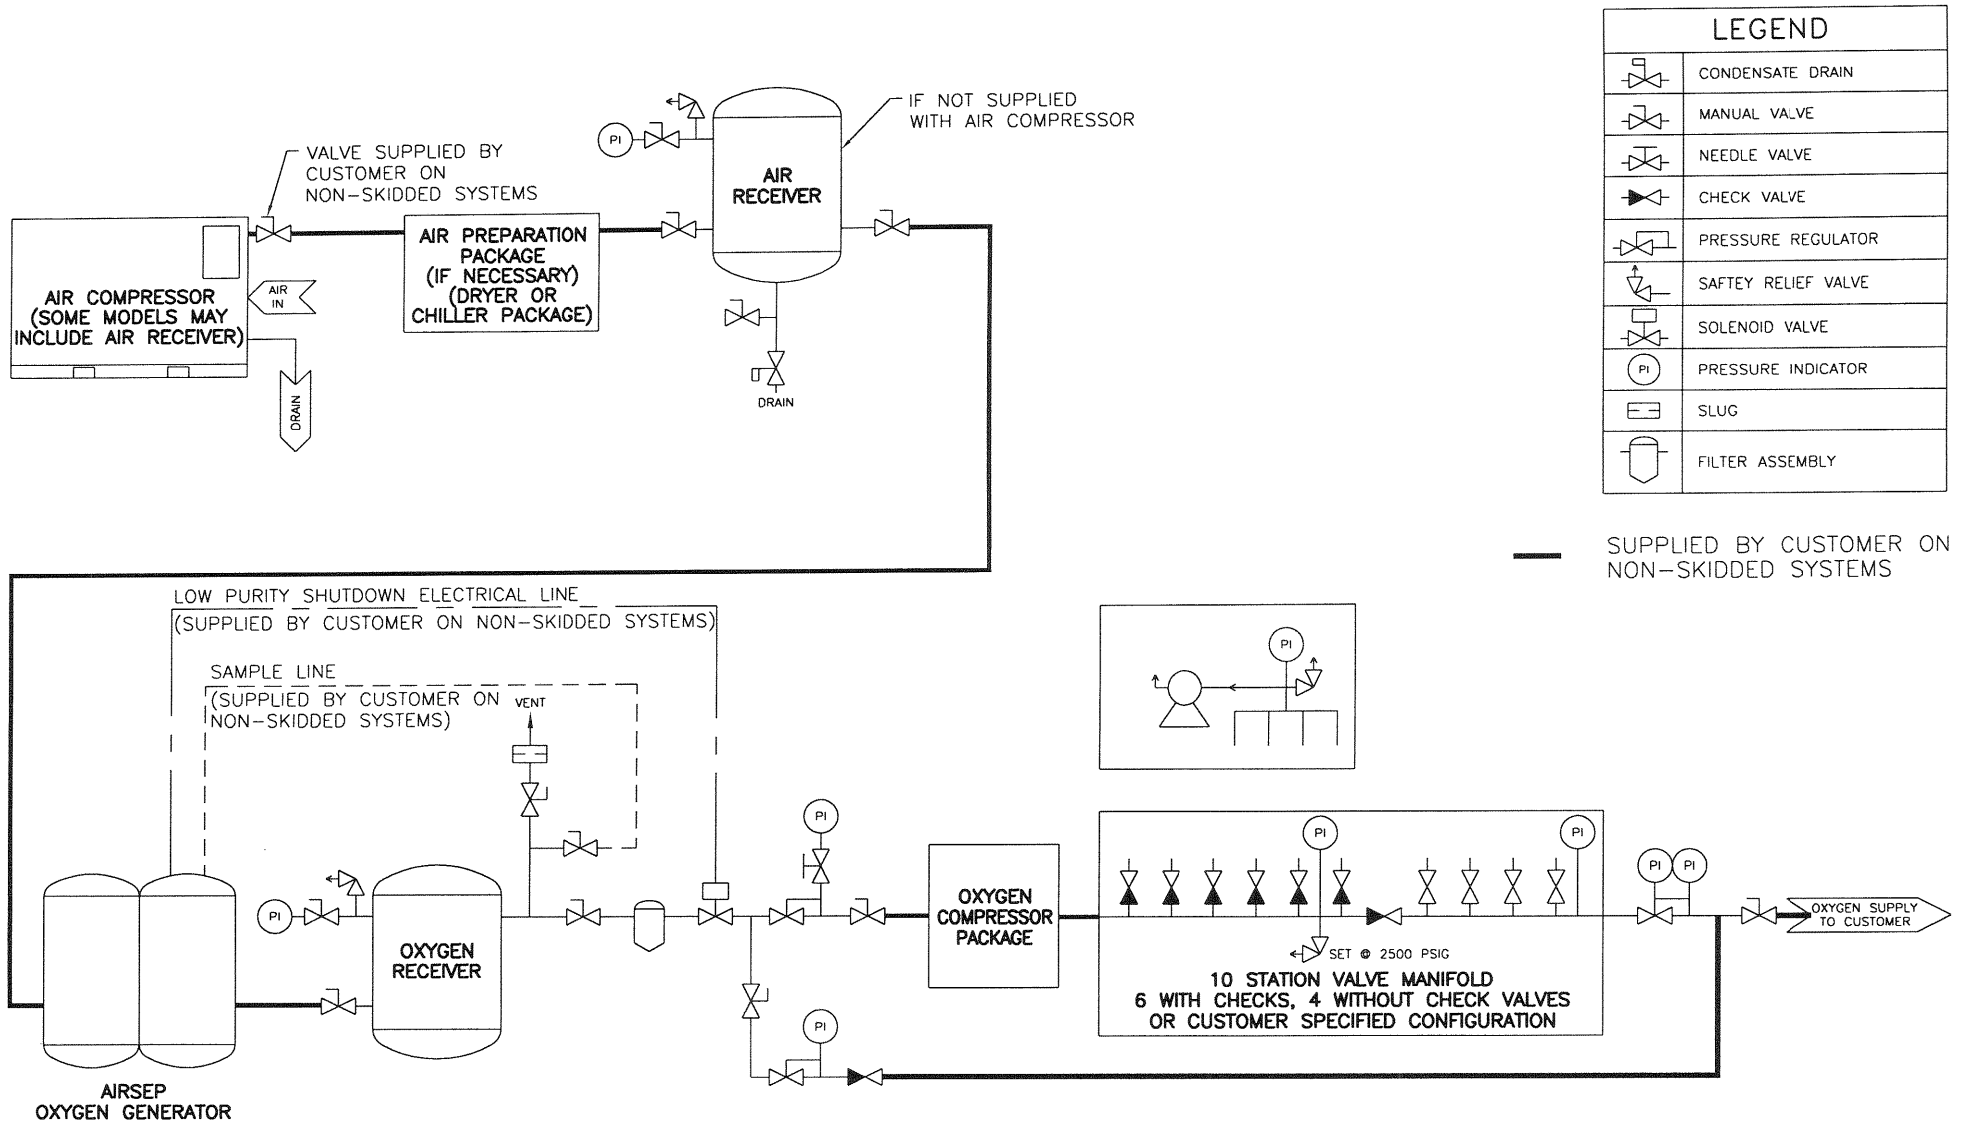 LEGEND
CONDENSATE DRAIN
MANUAL VALVE
NEEDLE VALVE
CHECK VALVE
PRESSURE REGULATOR
SAFTEY RELIEF VALVE
SOLENOID VALVE
PI
PRESSURE INDICATOR
SLUG
FILTER ASSEMBLY
SUPPLIED BY CUSTOMER ON
NON-SKIDDED SYSTEMS
IF NOT SUPPLIED
WITH AIR COMPRESSOR
PI
AIR
RECEIVER
VALVE SUPPLIED BY
CUSTOMER ON
NON-SKIDDED SYSTEMS
AIR PREPARATION
PACKAGE
(IF NECESSARY)
(DRYER OR
CHILLER PACKAGE)
AIR
IN
AIR COMPRESSOR
(SOME MODELS MAY
INCLUDE AIR RECEIVER)
DRAIN
DRAIN
LOW PURITY SHUTDOWN ELECTRICAL LINE
(SUPPLIED BY CUSTOMER ON NON-SKIDDED SYSTEMS)
SAMPLE LINE
(SUPPLIED BY CUSTOMER ON
NON-SKIDDED SYSTEMS)
VENT
PI
PI
PI
PI
PI
PI
PI
PI
OXYGEN
RECEIVER
OXYGEN
COMPRESSOR
PACKAGE
OXYGEN SUPPLY
TO CUSTOMER
SET @ 2500 PSIG
10 STATION VALVE MANIFOLD
6 WITH CHECKS, 4 WITHOUT CHECK VALVES
OR CUSTOMER SPECIFIED CONFIGURATION
AIRSEP
OXYGEN GENERATOR